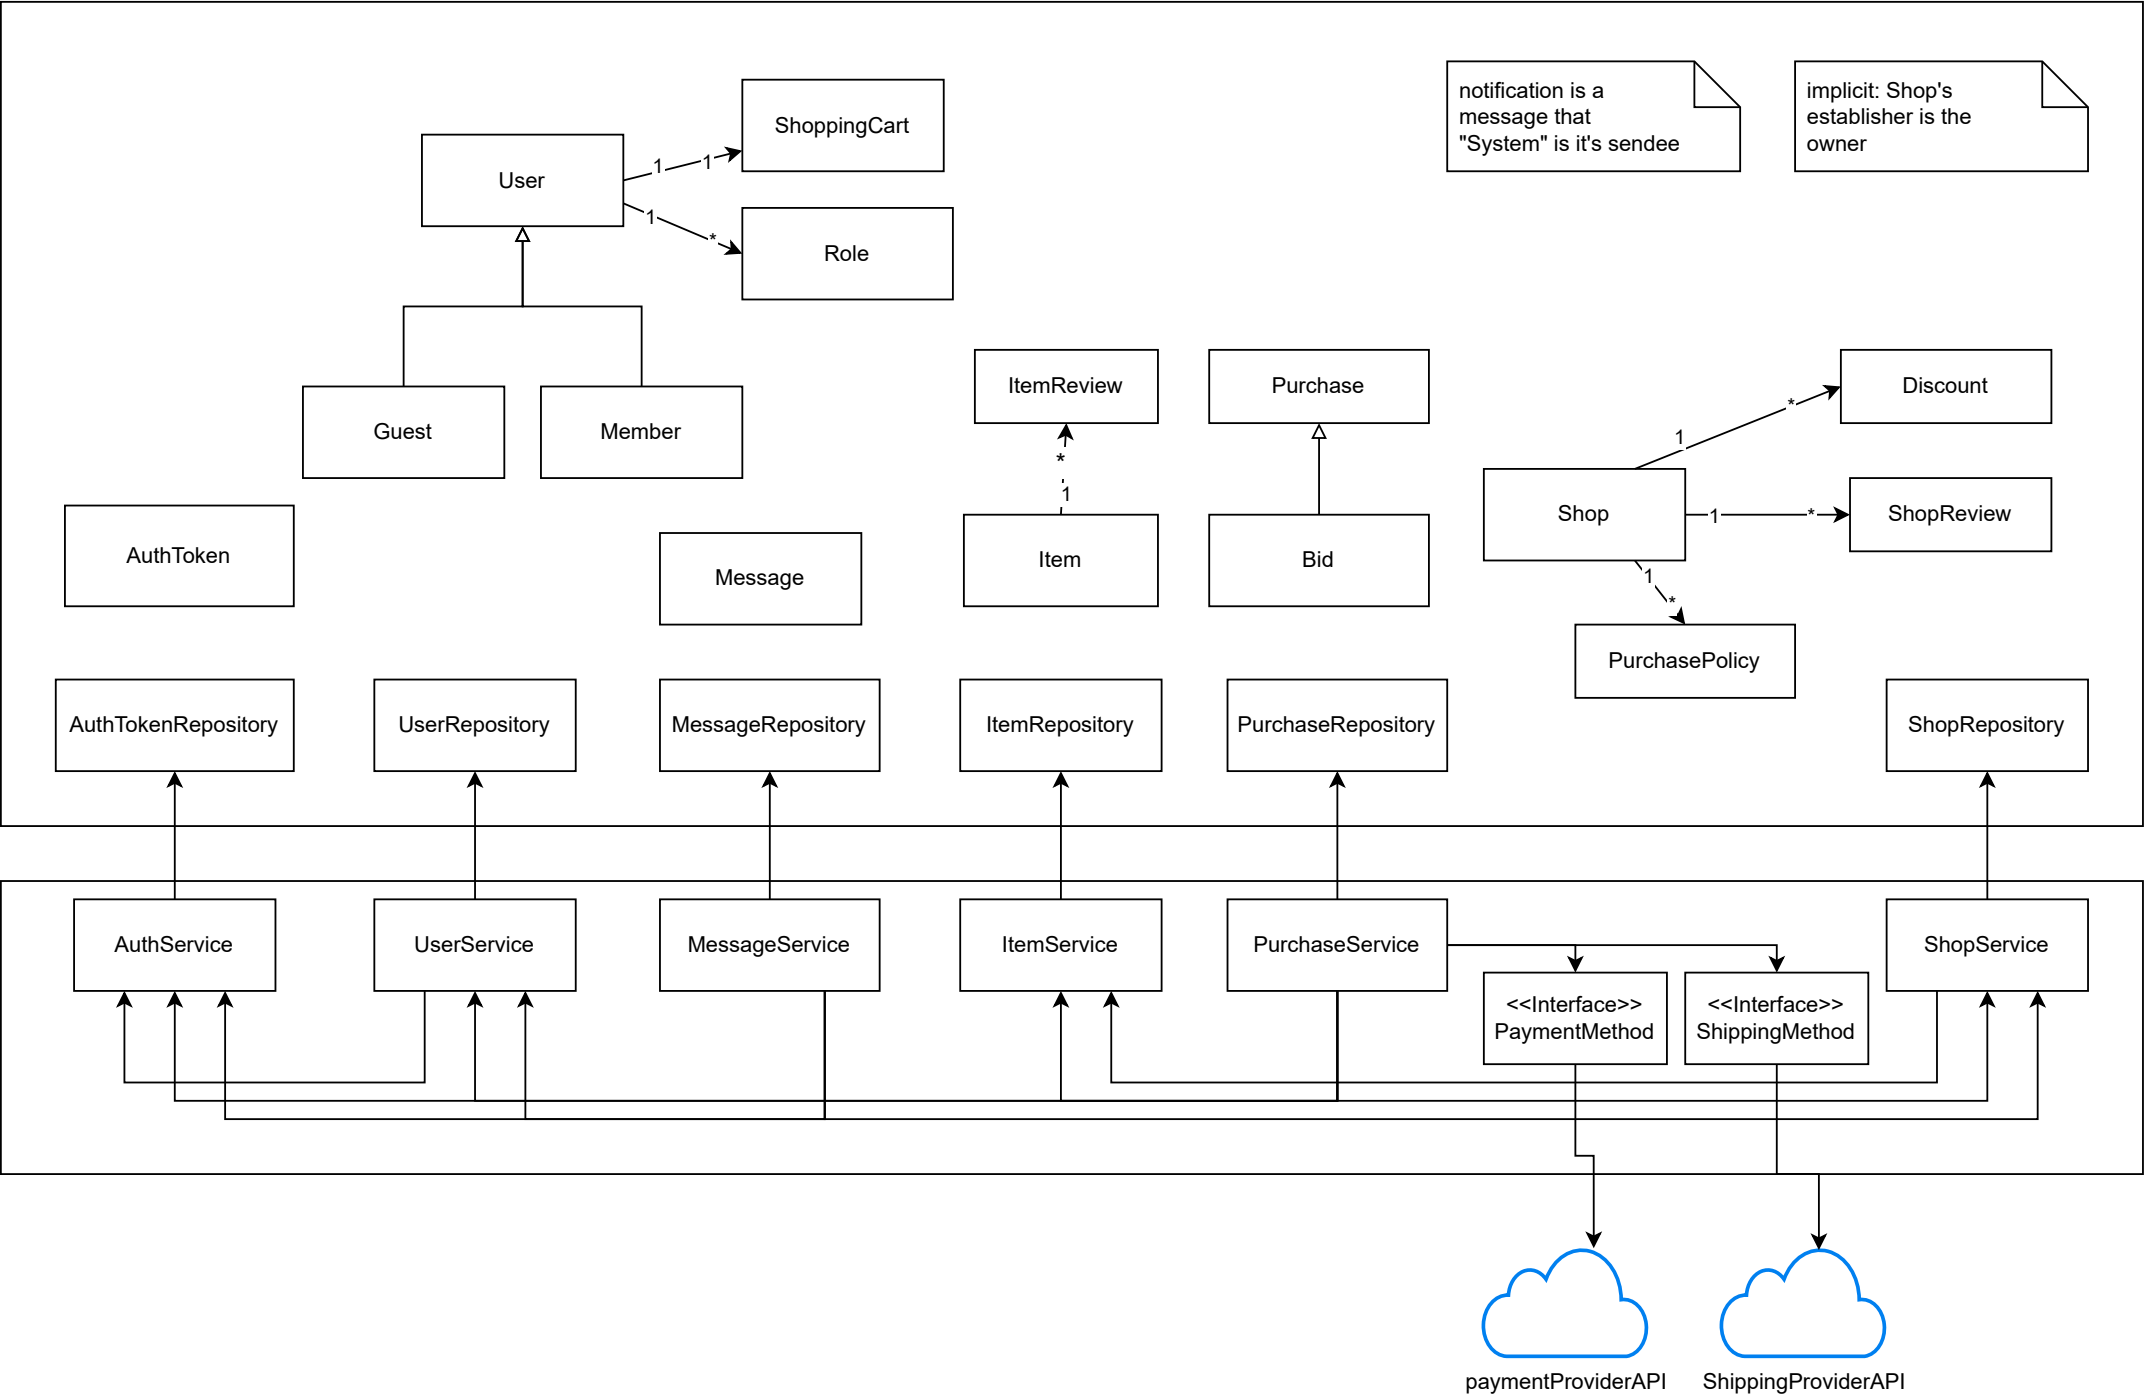 notification is a
message that
"System" is it's sendee
implicit: Shop's
establisher is the
owner
ShoppingCart
User
1
1
1
*
Role
ItemReview
Purchase
Discount
*
1
Guest
Member
*
1
Shop
1
*
ShopReview
AuthToken
Message
Item
Bid
1
*
PurchasePolicy
AuthTokenRepository
UserRepository
MessageRepository
ItemRepository
PurchaseRepository
ShopRepository
AuthService
UserService
MessageService
ItemService
PurchaseService
ShopService
<<Interface>>
PaymentMethod
<<Interface>>
ShippingMethod
paymentProviderAPI
ShippingProviderAPI